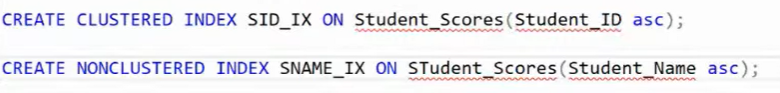 CREATE CLUSTERED INDEX SID_IX ON Student_Scores(Student_ID asc);
CREATE NONCLUSTERED INDEX SNAME_IX ON STudent_Scores(Student_Name asc);